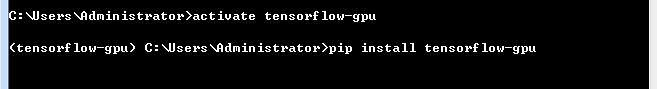 C:\Users\Administrator>activate tensorflow-gpu
(tensorflow-gpu) C:\Users\Administrator>pip install tensorflow-gpu